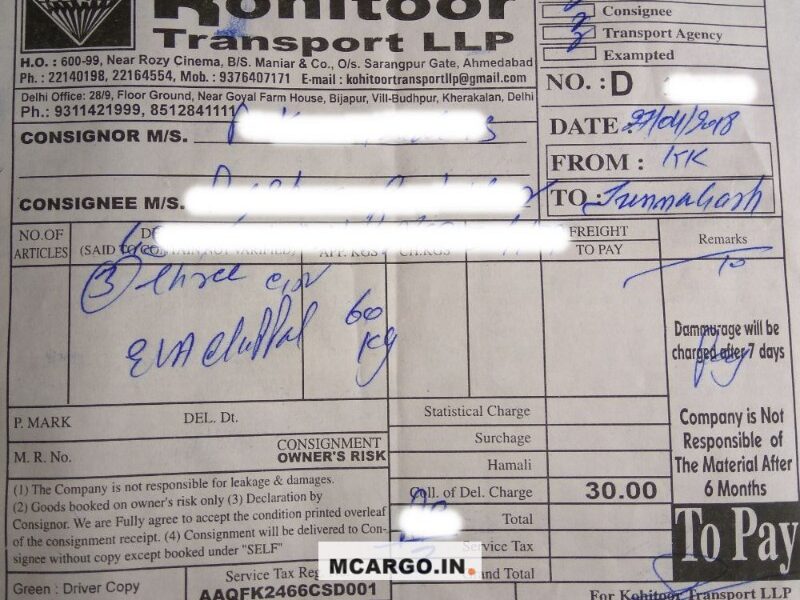 Kohitoor
Transport LLP
H.O. : 600-99, Near Rozy Cinema, B/S. Maniar & Co., O/s. Sarangpur Gate, Ahmedabad
Ph. : 22140198, 22164554, Mob. : 9376407171 E-mail : kohitoortransportllp@gmail.com
Delhi Office: 28/9, Floor Ground, Near Goyal Farm House, Bijapur, Vill-Budhpur, Kherakalan, Delhi
Ph.: 9311421999, 8512841111
Consignee
Transport Agency
Exampted
NO. : D
DATE 27/04/2018
FROM : KK
TO :
CONSIGNOR M/S.
CONSIGNEE M/S.
NO.OF ARTICLES
(SAID TO CONTAIN, NOT VERIFIED)
APP. KGS
CH.KGS
FREIGHT
TO PAY
Remarks
To
Pay
(3) three
EVA Chappal 60
Kg
Dammurage will be
charged after 7 days
Company is Not
Responsible of
The Material After
6 Months
To Pay
P. MARK DEL. Dt.
M. R. No. CONSIGNMENT
OWNER'S RISK
(1) The Company is not responsible for leakage & damages.
(2) Goods booked on owner's risk only (3) Declaration by
Consignor. We are Fully agree to accept the condition printed overleaf
of the consignment receipt. (4) Consignment will be delivered to Con-
signee without copy except booked under "SELF"
Statistical Charge
Surcharge
Hamali
Coll. of Del. Charge 30.00
Total
Service Tax
and Total
Green : Driver Copy
Service Tax Reg
AAQFK2466CSD001
For Kohitoor Transport LLP
MCARGO.IN.